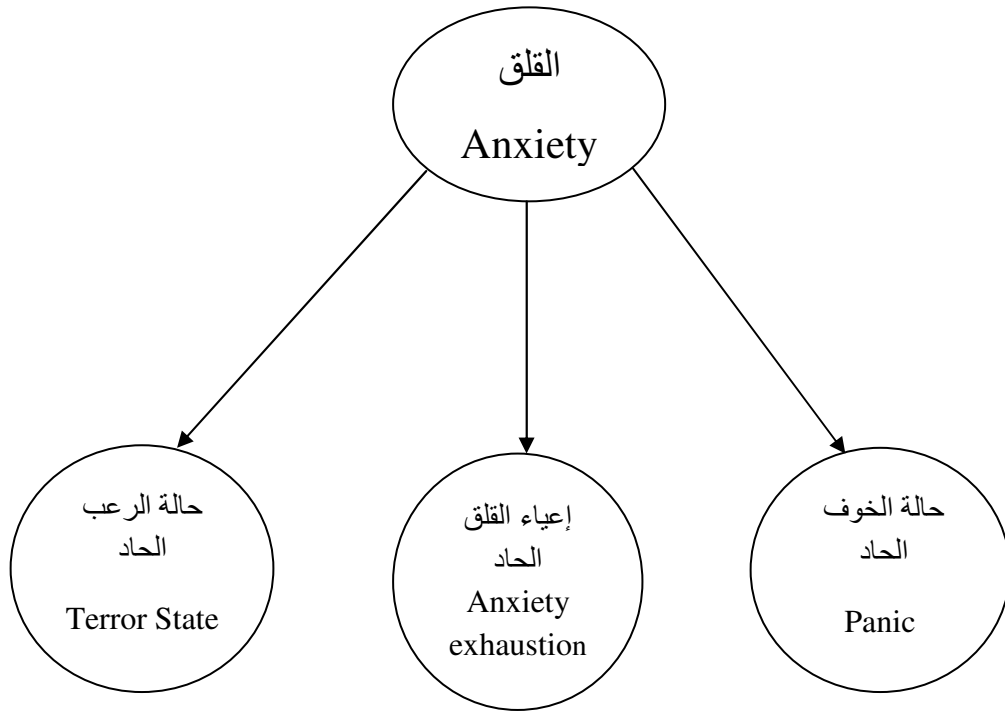 القلق
Anxiety
حالة الخوف
الحاد
Panic
إعياء القلق
الحاد
Anxiety
exhaustion
حالة الرعب
الحاد
Terror State